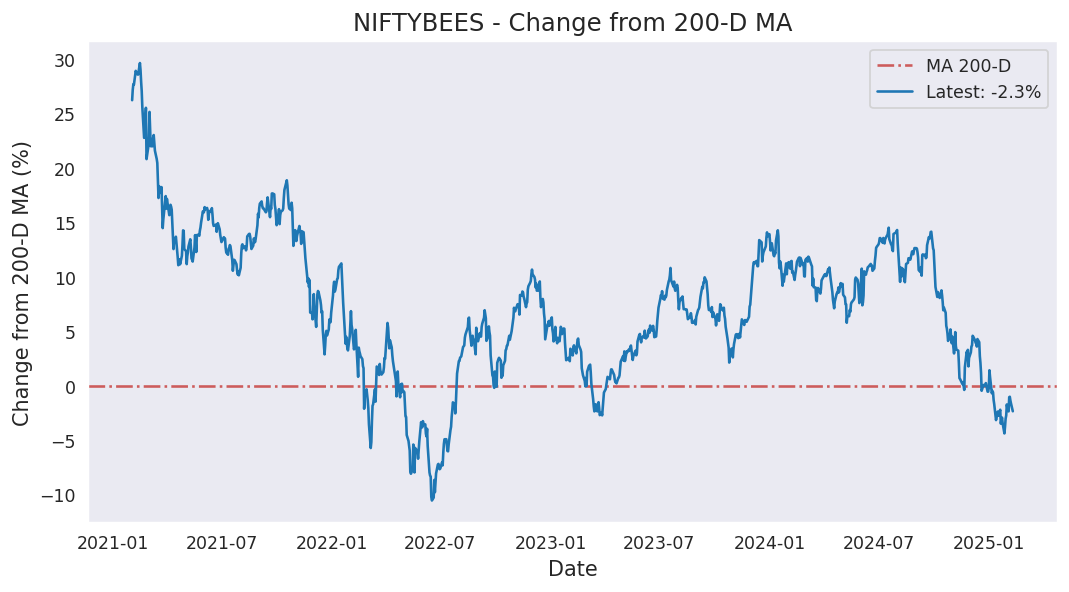 NIFTYBEES - Change from 200-D MA
MA 200-D
Latest: -2.3%
Change from 200-D MA (%)
30
25
20
15
10
5
0
−5
−10
2021-01 2021-07 2022-01 2022-07 2023-01 2023-07 2024-01 2024-07 2025-01
Date